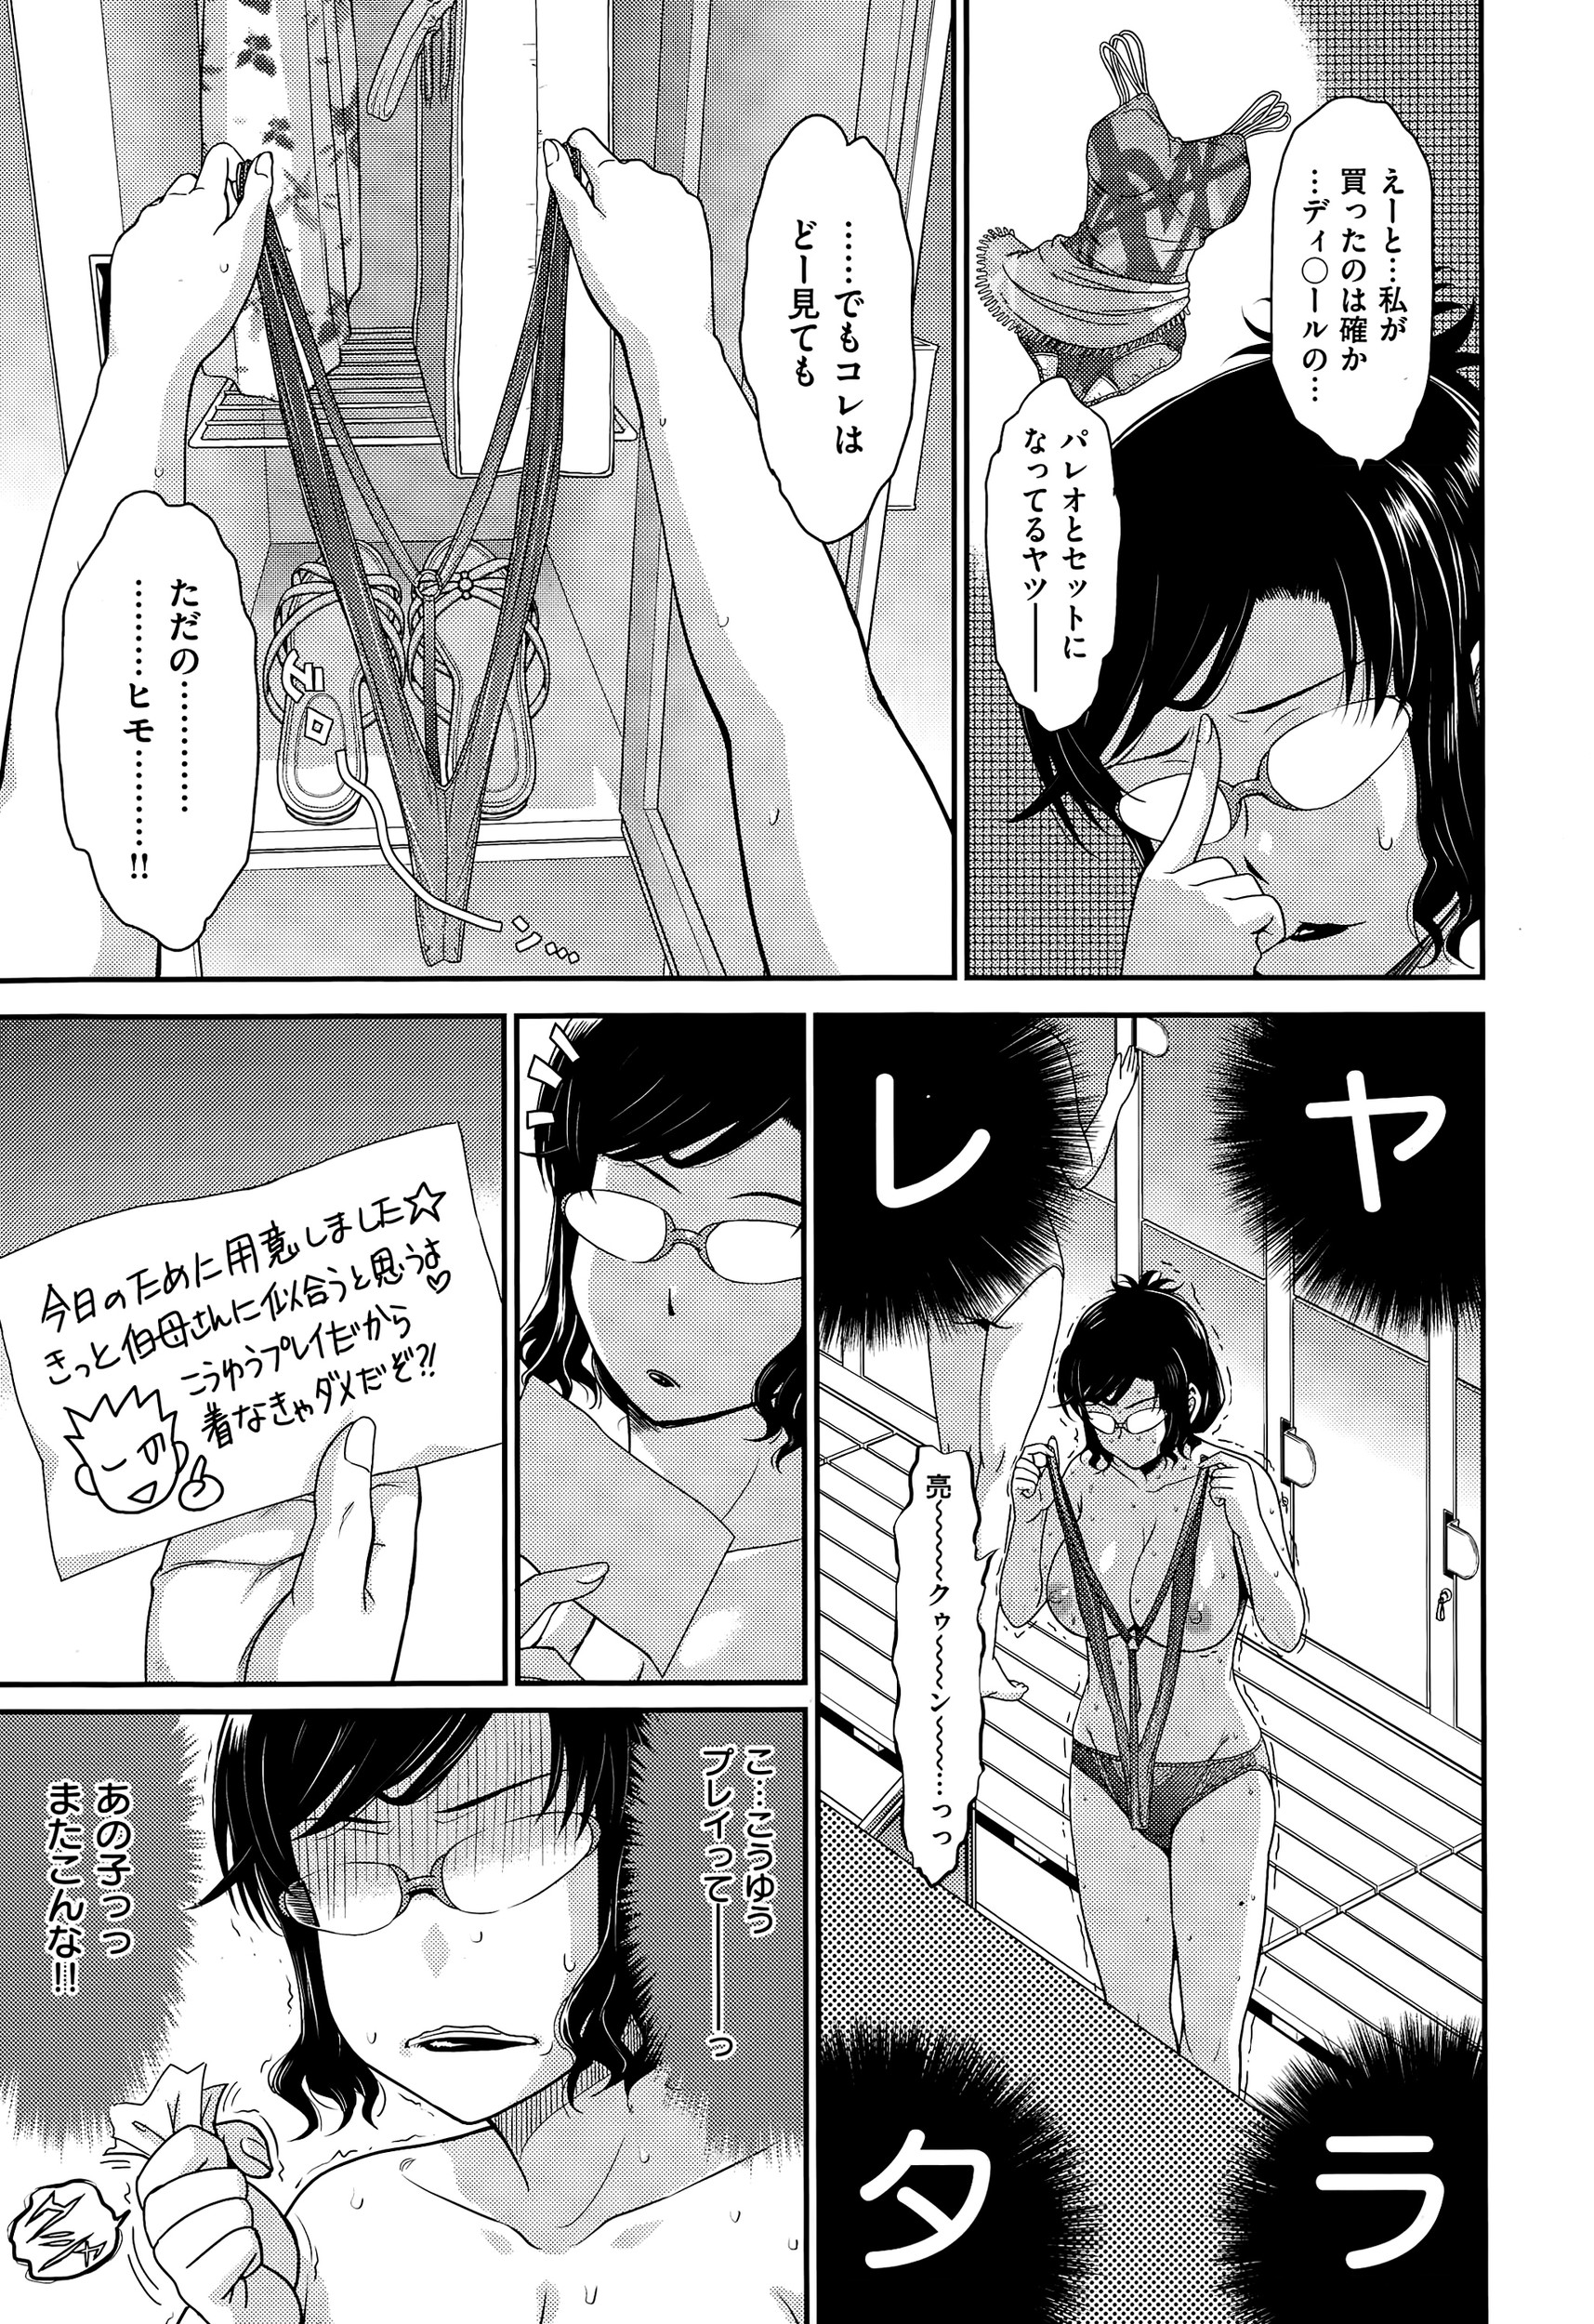 えーと…私が
買ったのは確か
…ディ○ールの…
パレオとセットに
なってるヤツ━━
……でもコレは
どー見ても
ただの…………
………ヒモ………!!
ゼロ
ン…
ヤ
ラ
レ
タ
亮～～～クゥ～～ン～～～…っっ
今日のために用意しました☆
きっと伯母さんに似合うと思うよ♡
こうゆうプレイだから
着なきゃダメだぞ?!
こ…こうゆう
プレイって━━━っ
あの子っっ
またこんな!!!